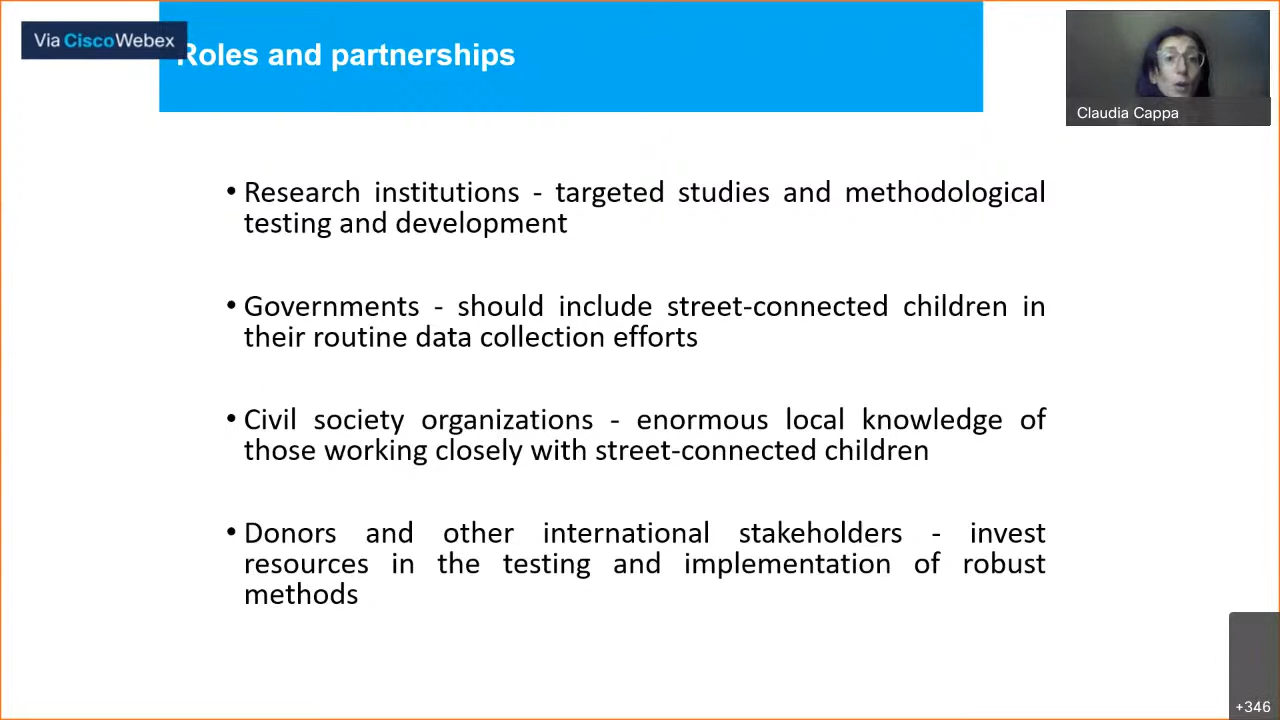 Via CiscoWebex
Roles and partnerships
Claudia Cappa
• Research institutions - targeted studies and methodological
testing and development
• Governments - should include street-connected children in
their routine data collection efforts
• Civil society organizations - enormous local knowledge of
those working closely with street-connected children
• Donors and other international stakeholders - invest
resources in the testing and implementation of robust
methods
+346